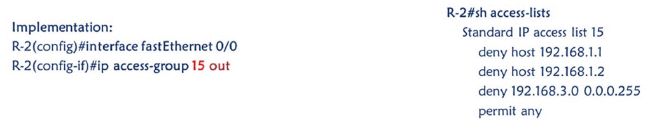 Implementation:
R-2(config)#interface fastEthernet 0/0
R-2(config-if)#ip access-group 15 out
R-2#sh access-lists
Standard IP access list 15
deny host 192.168.1.1
deny host 192.168.1.2
deny 192.168.3.0 0.0.0.255
permit any